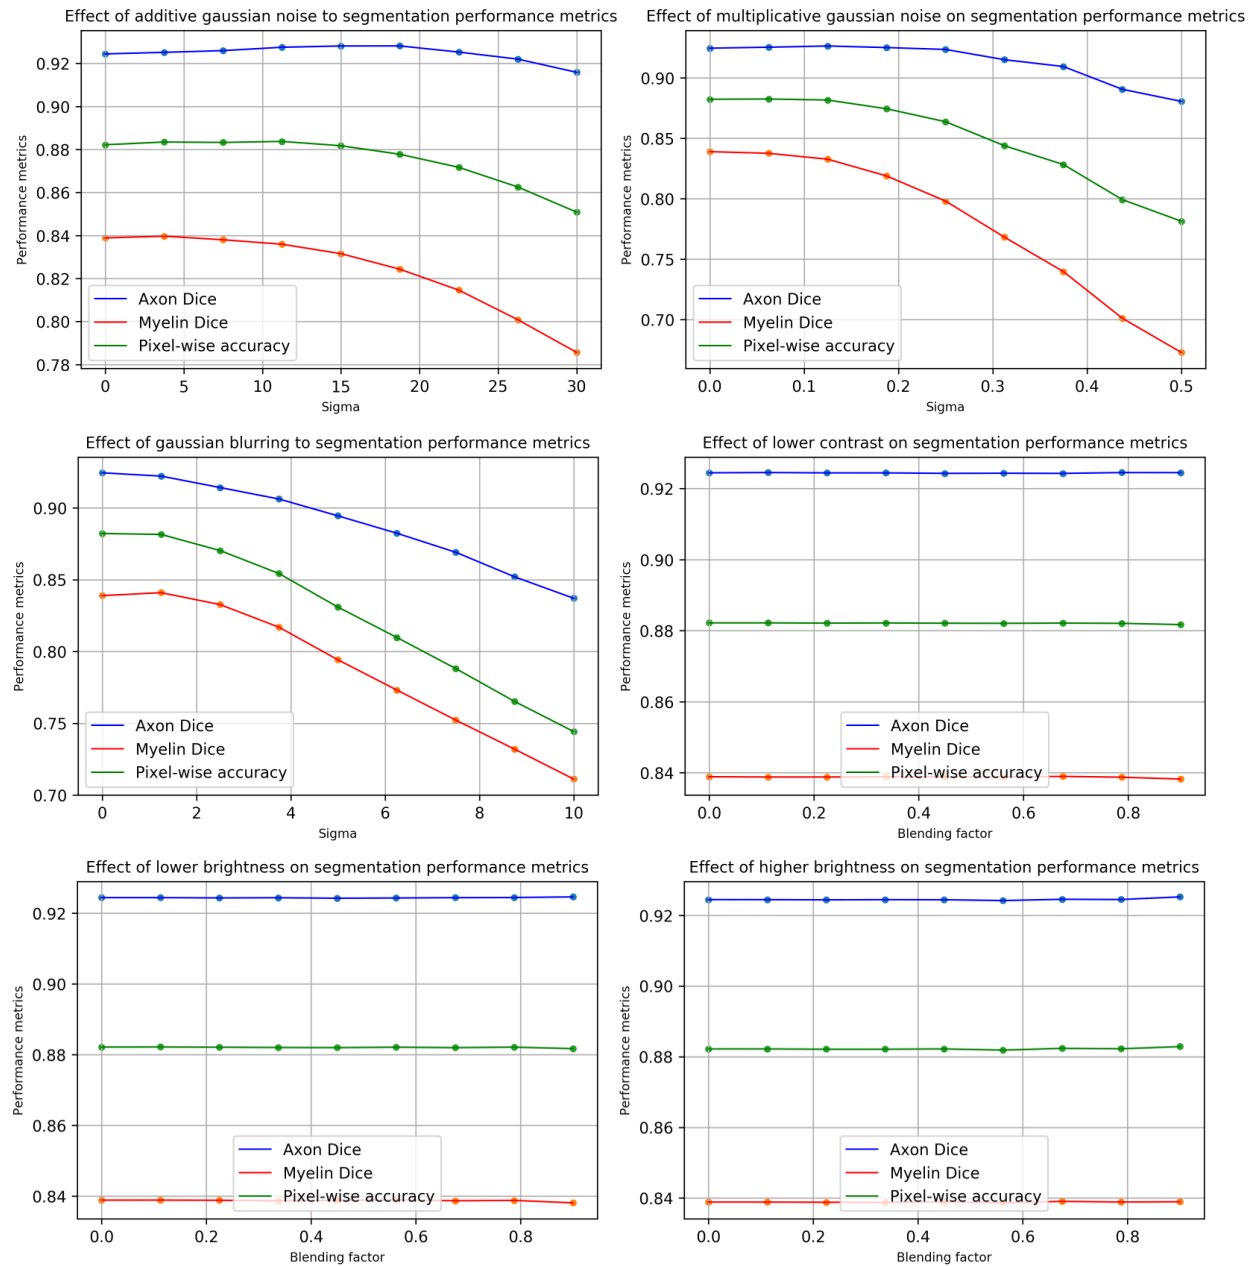 Effect of additive gaussian noise to segmentation performance metrics
Performance metrics
0.92
0.90
0.88
0.86
0.84
0.82
0.80
0.78
Axon Dice
Myelin Dice
Pixel-wise accuracy
0 5 10 15 20 25 30
Sigma
Effect of multiplicative gaussian noise on segmentation performance metrics
Performance metrics
0.90
0.85
0.80
0.75
0.70
Axon Dice
Myelin Dice
Pixel-wise accuracy
0.0 0.1 0.2 0.3 0.4 0.5
Sigma
Effect of gaussian blurring to segmentation performance metrics
Performance metrics
0.90
0.85
0.80
0.75
0.70
Axon Dice
Myelin Dice
Pixel-wise accuracy
0 2 4 6 8 10
Sigma
Effect of lower contrast on segmentation performance metrics
Performance metrics
0.92
0.90
0.88
0.86
0.84
Axon Dice
Myelin Dice
Pixel-wise accuracy
0.0 0.2 0.4 0.6 0.8
Blending factor
Effect of lower brightness on segmentation performance metrics
Performance metrics
0.92
0.90
0.88
0.86
0.84
Axon Dice
Myelin Dice
Pixel-wise accuracy
0.0 0.2 0.4 0.6 0.8
Blending factor
Effect of higher brightness on segmentation performance metrics
Performance metrics
0.92
0.90
0.88
0.86
0.84
Axon Dice
Myelin Dice
Pixel-wise accuracy
0.0 0.2 0.4 0.6 0.8
Blending factor